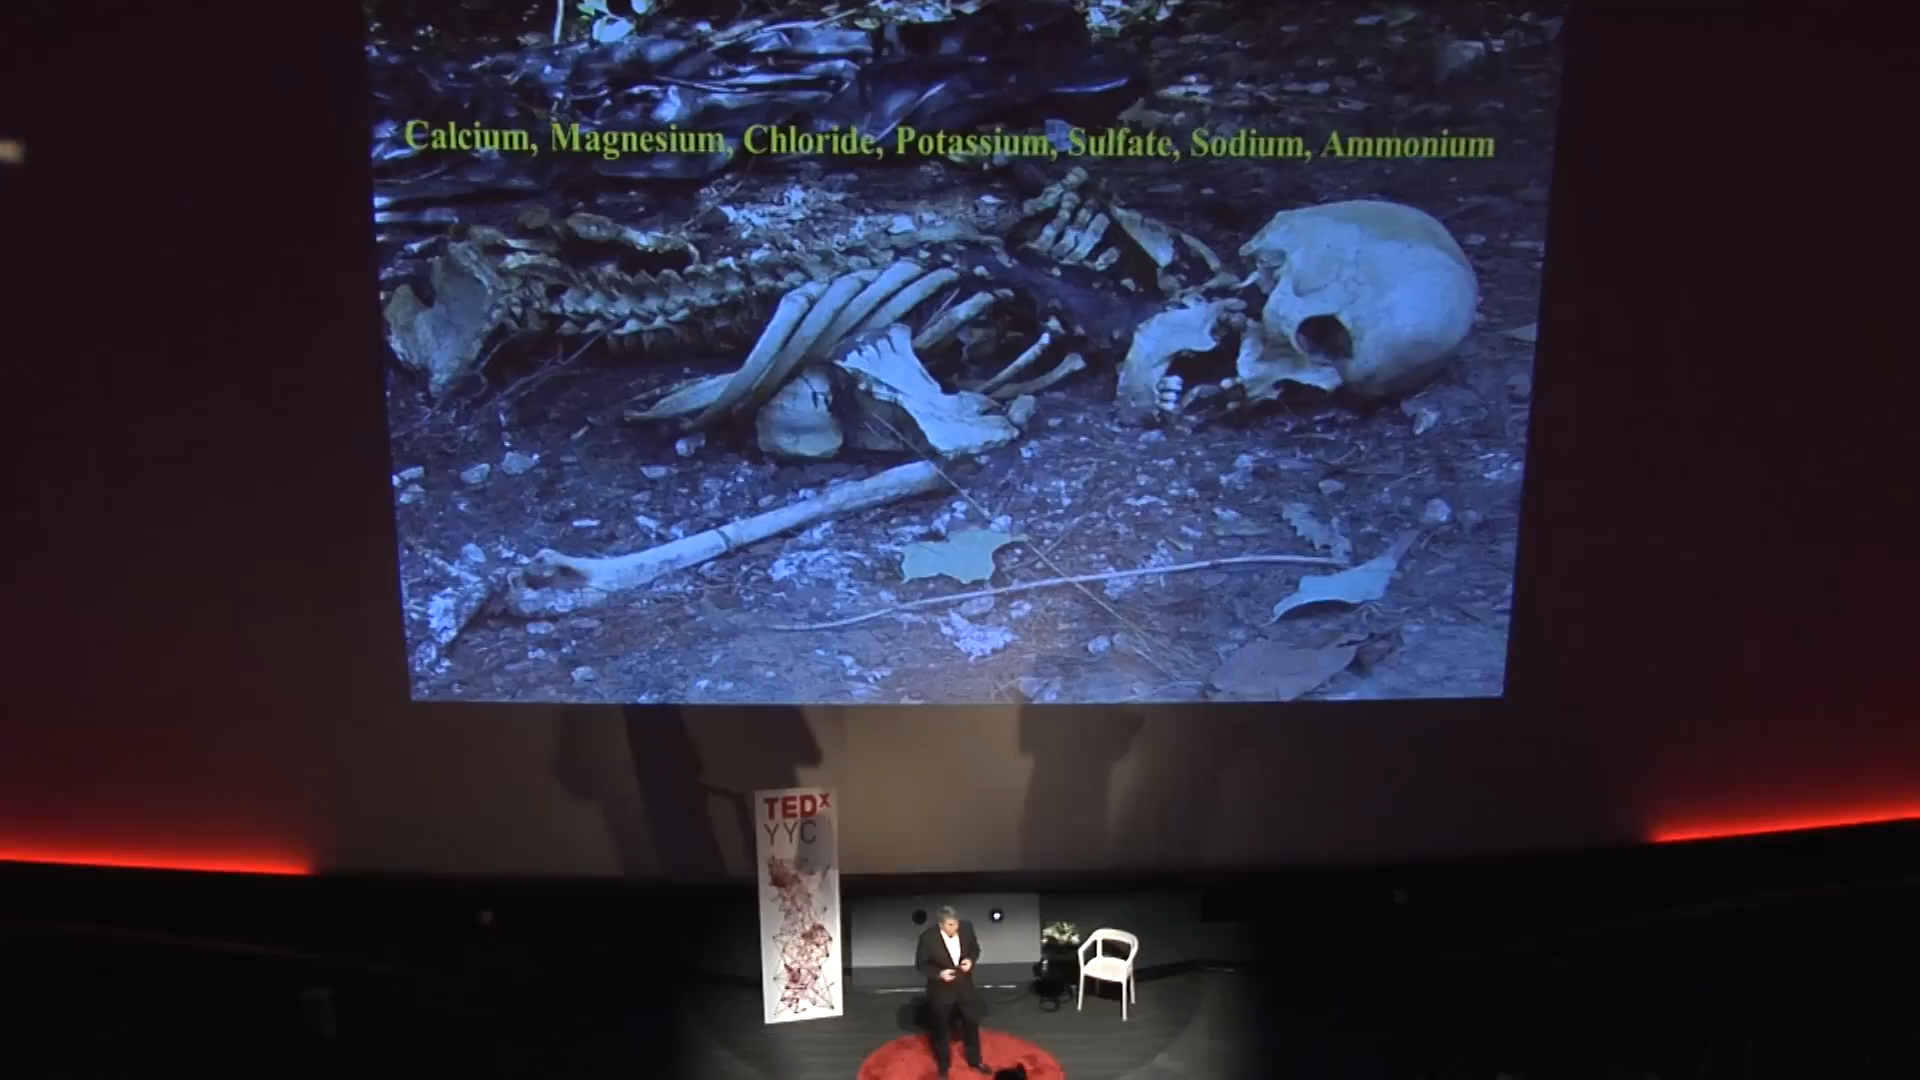 Calcium, Magnesium, Chloride, Potassium, Sulfate, Sodium, Ammonium
TEDx
YYC